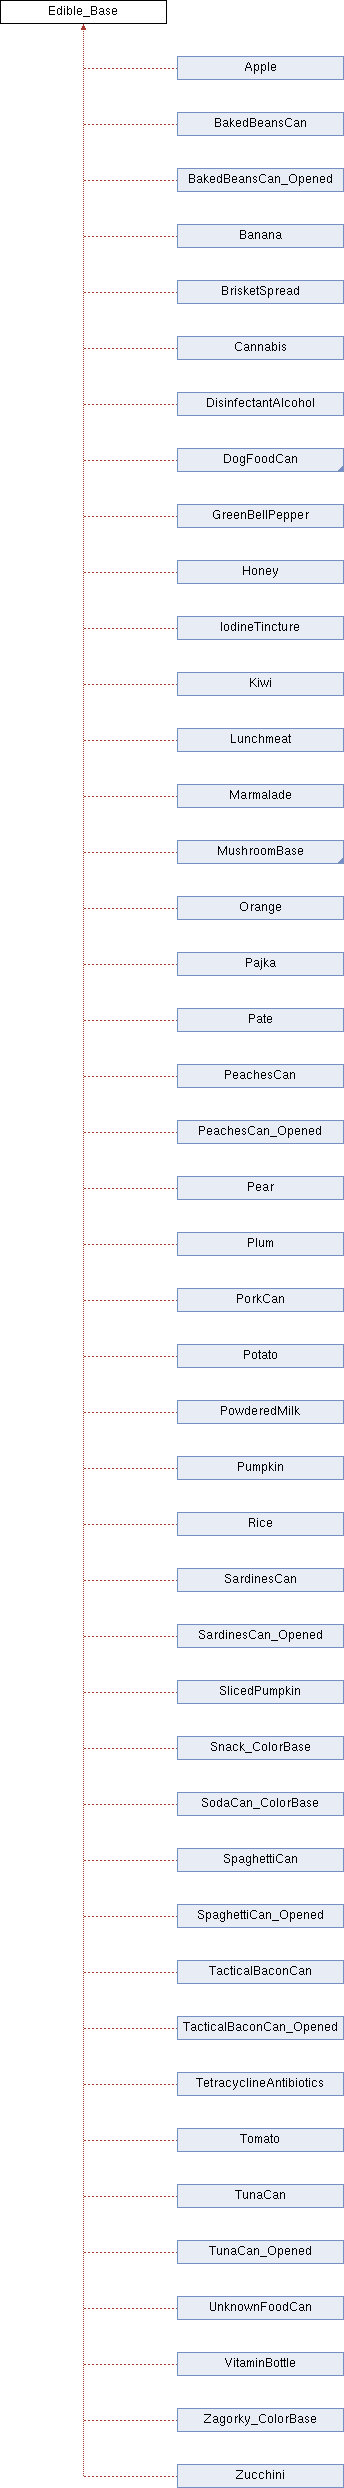 Edible_Base
Apple
BakedBeansCan
BakedBeansCan_Opened
Banana
BrisketSpread
Cannabis
DisinfectantAlcohol
DogFoodCan
GreenBellPepper
Honey
IodineTincture
Kiwi
Lunchmeat
Marmalade
MushroomBase
Orange
Pajka
Pate
PeachesCan
PeachesCan_Opened
Pear
Plum
PorkCan
Potato
PowderedMilk
Pumpkin
Rice
SardinesCan
SardinesCan_Opened
SlicedPumpkin
Snack_ColorBase
SodaCan_ColorBase
SpaghettiCan
SpaghettiCan_Opened
TacticalBaconCan
TacticalBaconCan_Opened
TetracyclineAntibiotics
Tomato
TunaCan
TunaCan_Opened
UnknownFoodCan
VitaminBottle
Zagorky_ColorBase
Zucchini